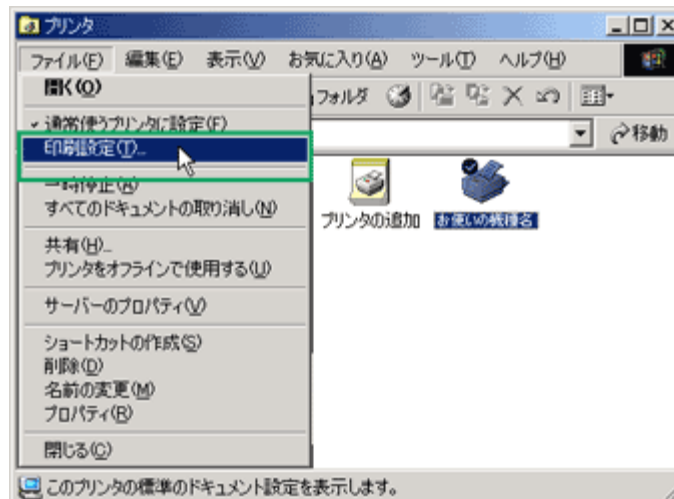 プリンタ
ファイル(F) 編集(E) 表示(V) お気に入り(A) ツール(T) ヘルプ(H)
開く(O)
フォルダ
通常使うプリンタに設定(F)
移動
印刷設定(T)...
一時停止(A)
すべてのドキュメントの取り消し(N)
プリンタの追加
お使いの機種名
共有(H)...
プリンタをオフラインで使用する(U)
サーバーのプロパティ(V)
ショートカットの作成(S)
削除(D)
名前の変更(M)
プロパティ(R)
閉じる(C)
このプリンタの標準のドキュメント設定を表示します。